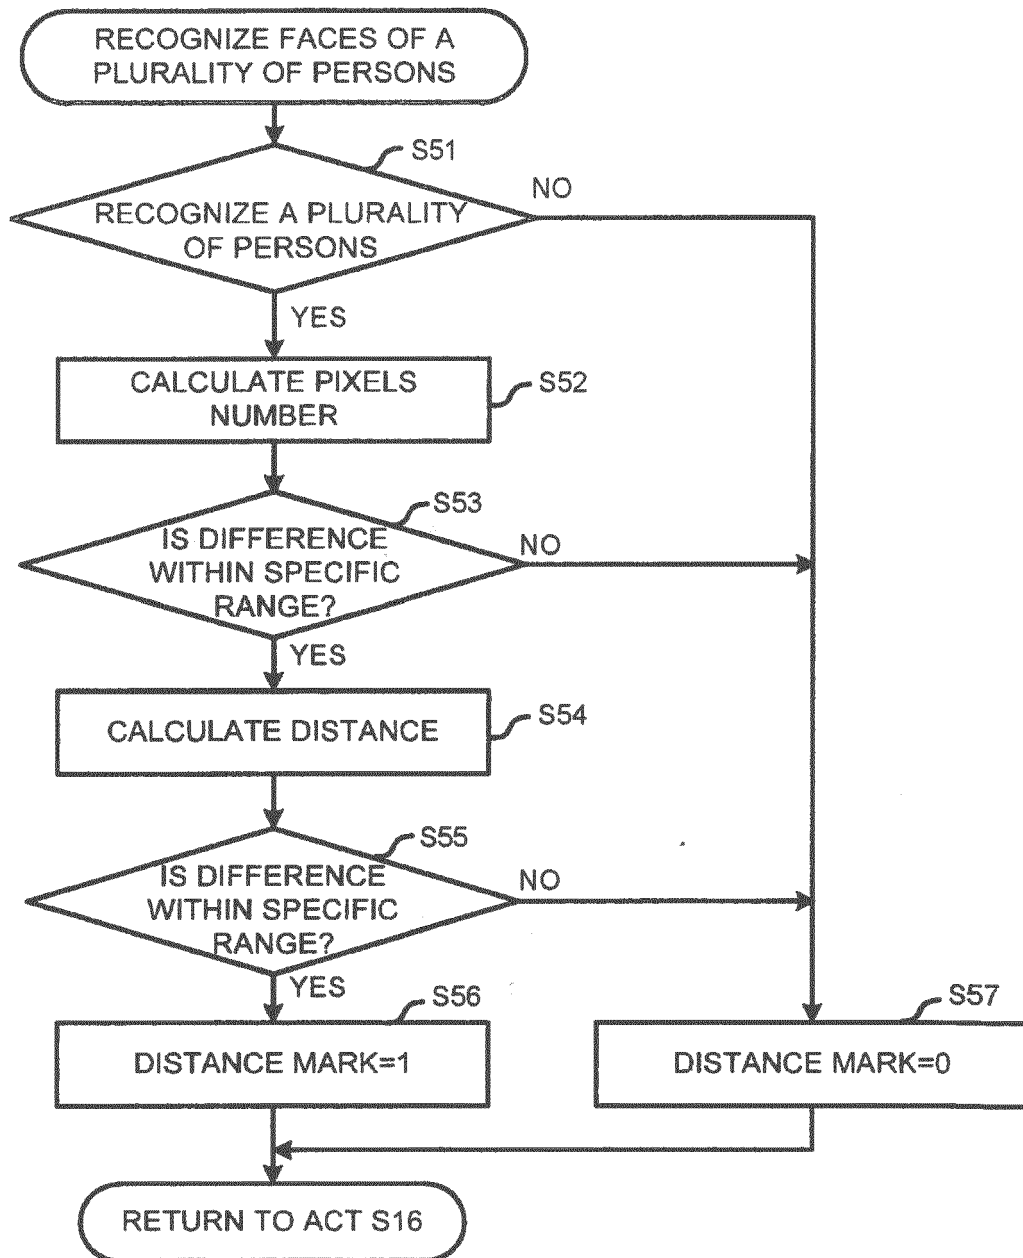 RECOGNIZE FACES OF A
PLURALITY OF PERSONS
S51
NO
RECOGNIZE A PLURALITY
OF PERSONS
YES
CALCULATE PIXELS
NUMBER
S52
S53
IS DIFFERENCE
WITHIN SPECIFIC
RANGE?
NO
YES
CALCULATE DISTANCE
S54
S55
IS DIFFERENCE
WITHIN SPECIFIC
RANGE?
NO
YES
S56
S57
DISTANCE MARK=1
DISTANCE MARK=0
RETURN TO ACT S16